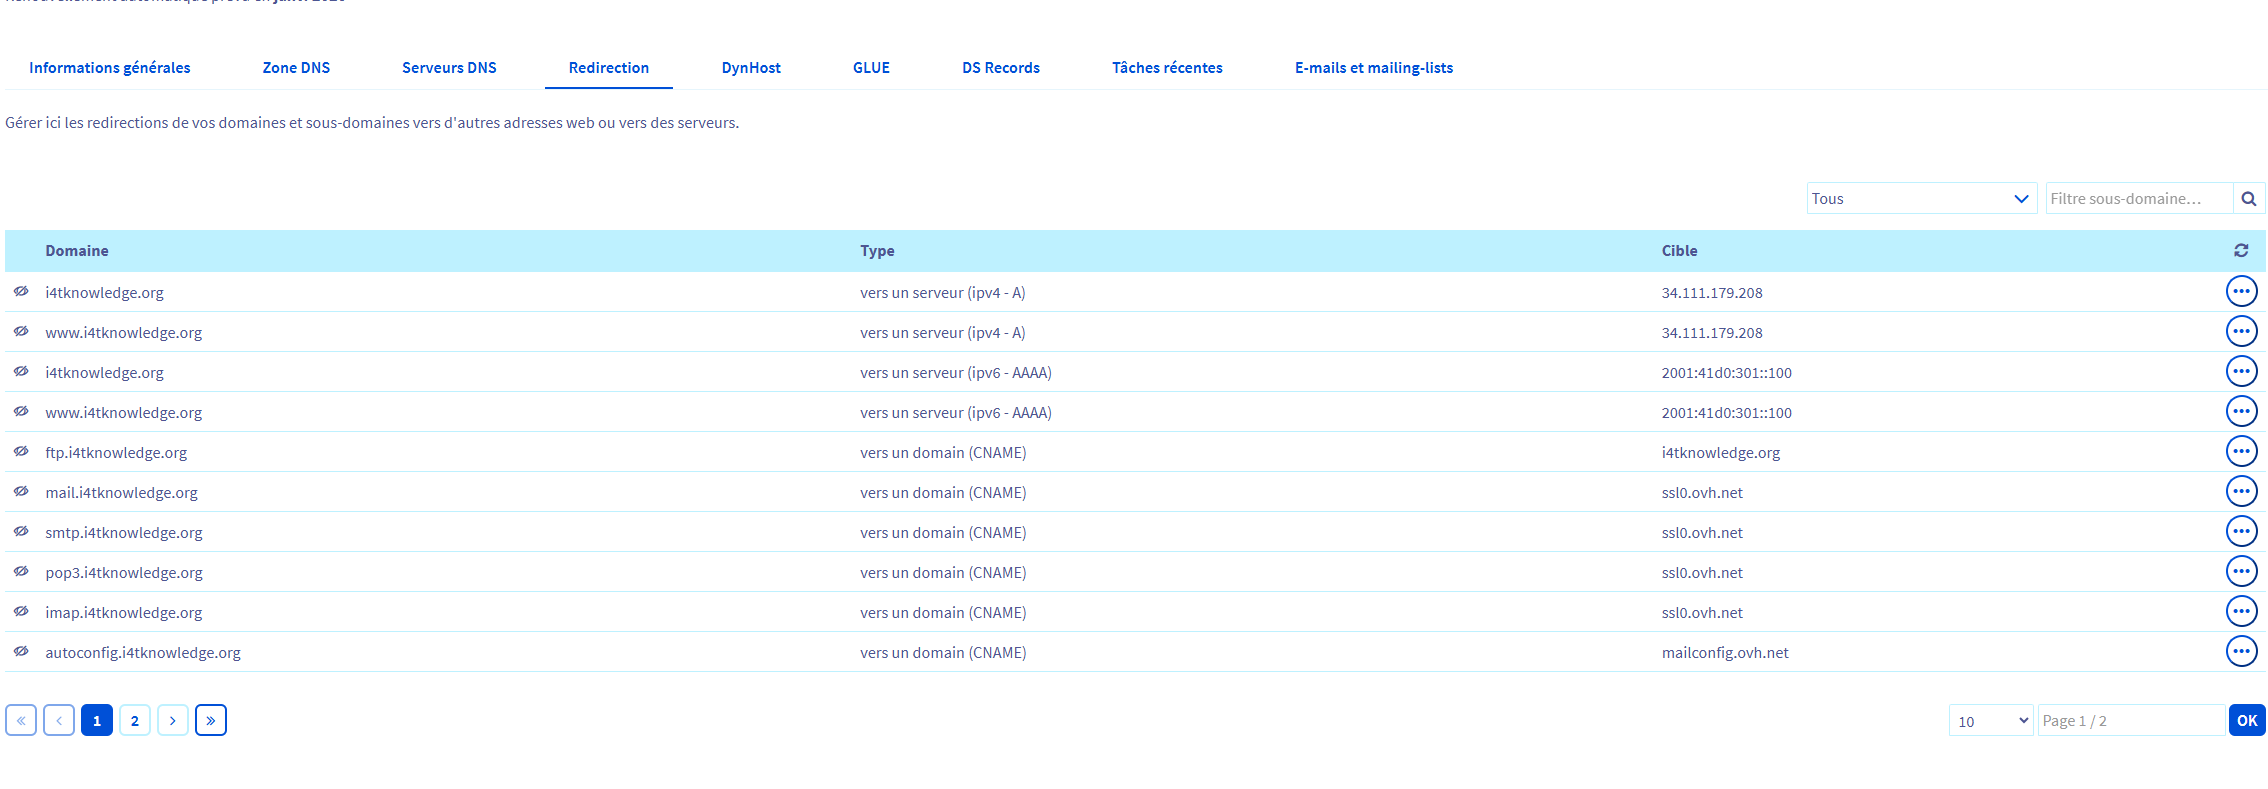 Informations générales Zone DNS Serveurs DNS Redirection DynHost GLUE DS Records Tâches récentes E-mails et mailing-lists
Gérer ici les redirections de vos domaines et sous-domaines vers d'autres adresses web ou vers des serveurs.
Tous Filtre sous-domaine...
Domaine Type Cible
i4tknowledge.org vers un serveur (ipv4 - A) 34.111.179.208
www.i4tknowledge.org vers un serveur (ipv4 - A) 34.111.179.208
i4tknowledge.org vers un serveur (ipv6 - AAAA) 2001:41d0:301::100
www.i4tknowledge.org vers un serveur (ipv6 - AAAA) 2001:41d0:301::100
ftp.i4tknowledge.org vers un domain (CNAME) i4tknowledge.org
mail.i4tknowledge.org vers un domain (CNAME) ssl0.ovh.net
smtp.i4tknowledge.org vers un domain (CNAME) ssl0.ovh.net
pop3.i4tknowledge.org vers un domain (CNAME) ssl0.ovh.net
imap.i4tknowledge.org vers un domain (CNAME) ssl0.ovh.net
autoconfig.i4tknowledge.org vers un domain (CNAME) mailconfig.ovh.net
« ‹ 1 2 › » 10 Page 1 / 2 OK